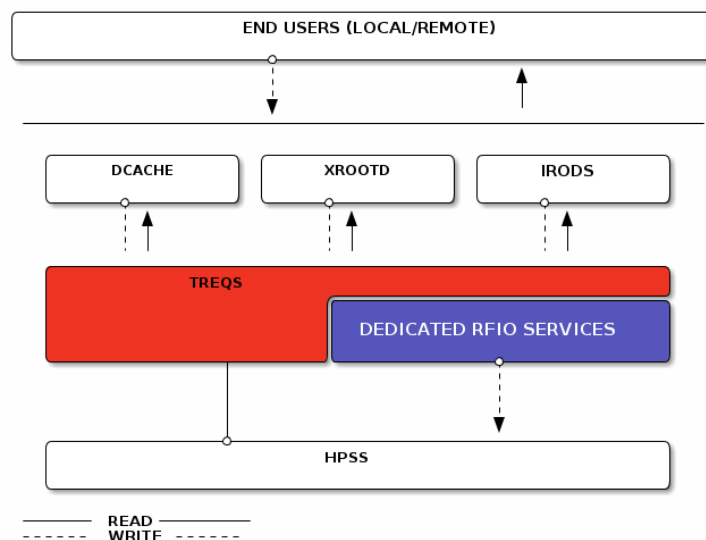 END USERS (LOCAL/REMOTE)
DCACHE
XROOTD
IRODS
TREQS
DEDICATED RFIO SERVICES
HPSS
READ
WRITE